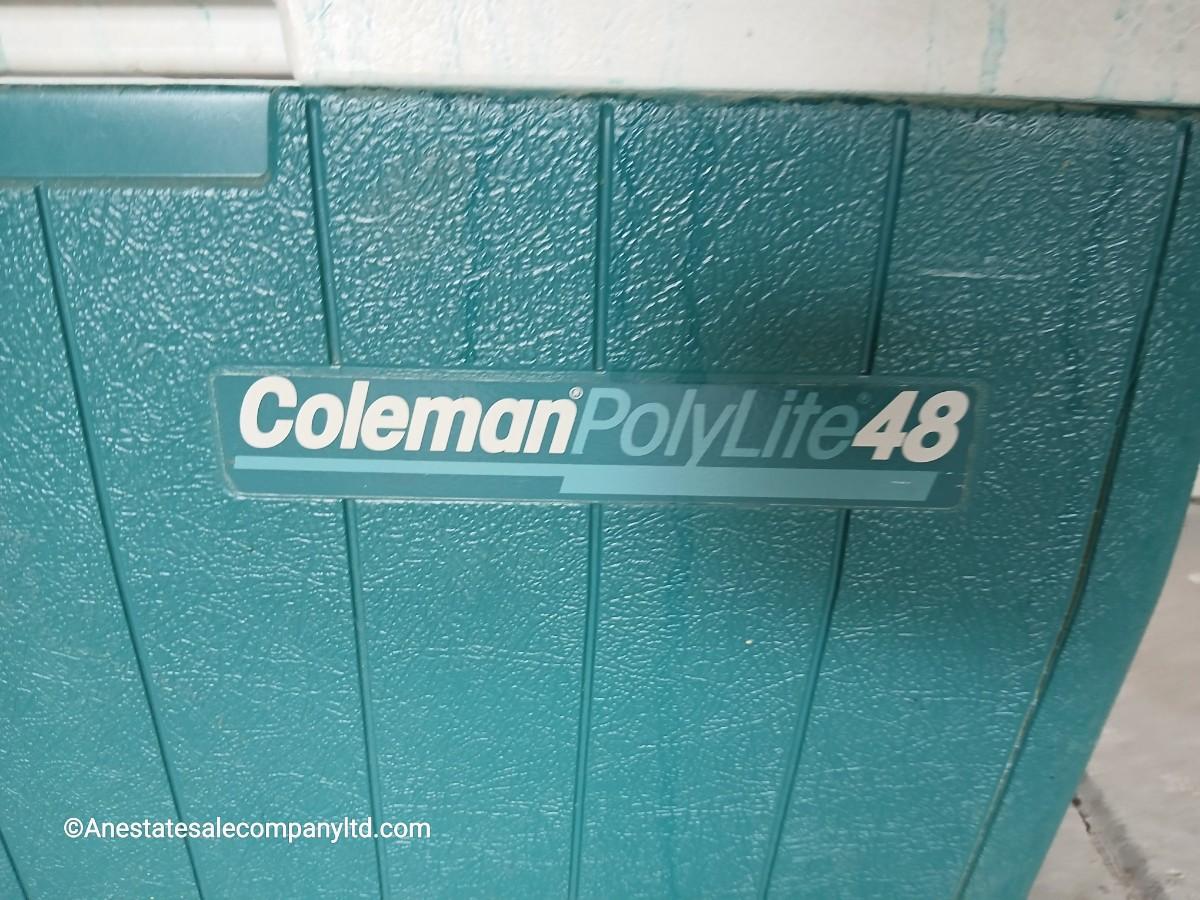 Coleman® PolyLite® 48
©Anestatesalecompanyltd.com